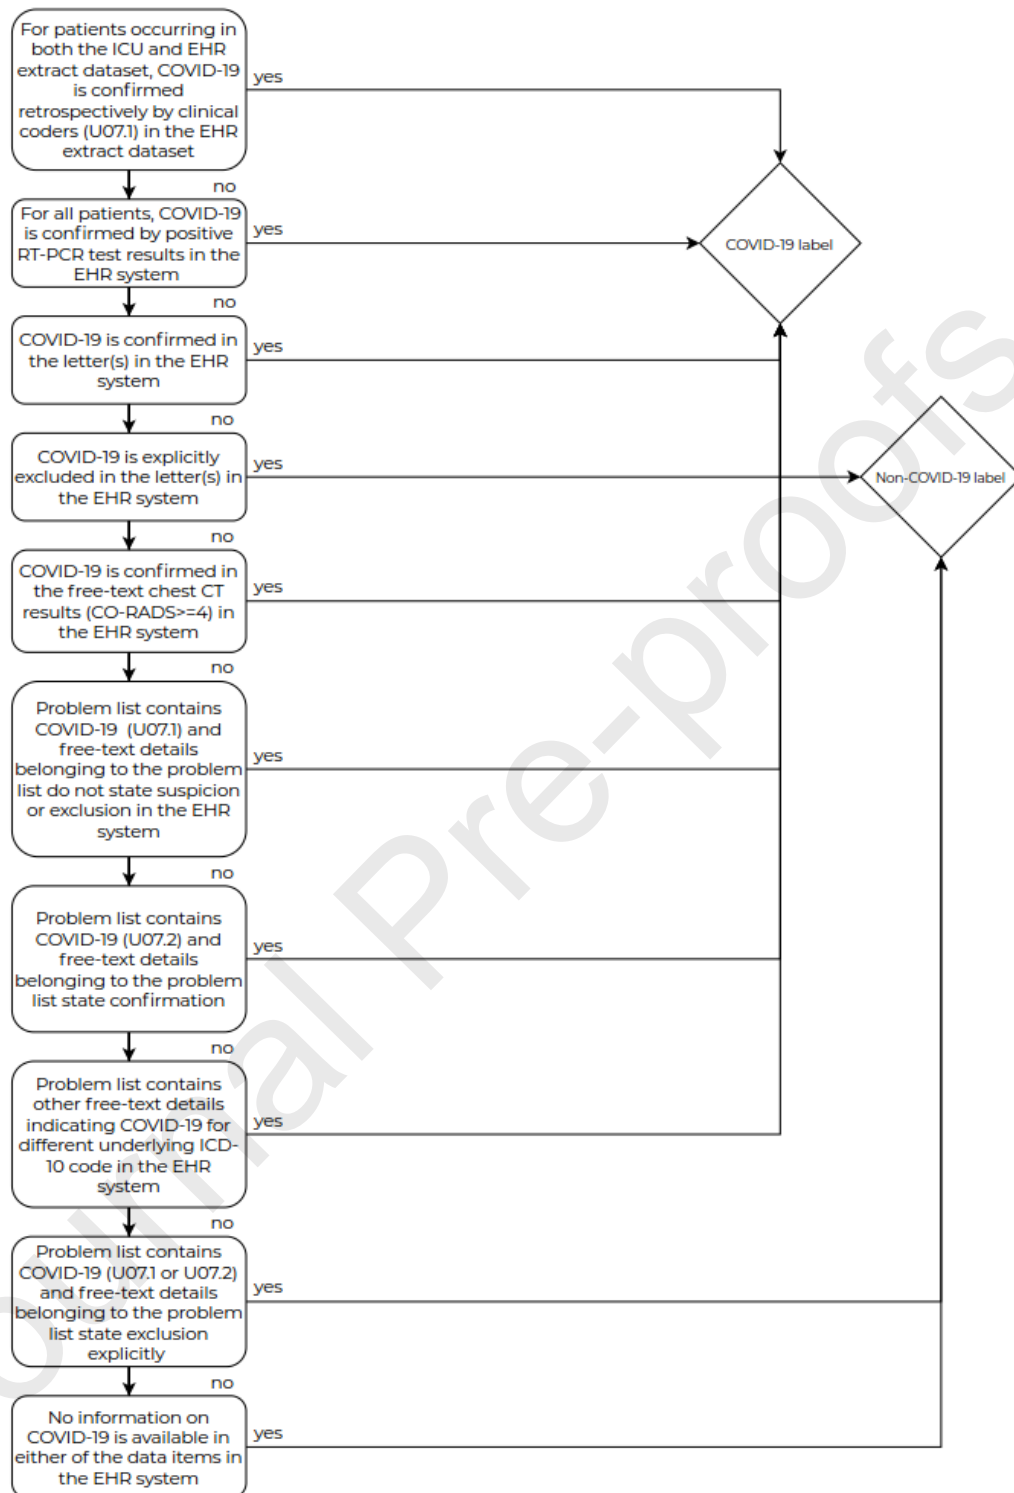 For patients occurring in
both the ICU and EHR
extract dataset, COVID-19
is confirmed
retrospectively by clinical
coders (U07.1) in the EHR
extract dataset
yes
no
For all patients, COVID-19
is confirmed by positive
RT-PCR test results in the
EHR system
yes
COVID-19 label
no
COVID-19 is confirmed in
the letter(s) in the EHR
system
yes
no
COVID-19 is explicitly
excluded in the letter(s) in
the EHR system
yes
Non-COVID-19 label
no
COVID-19 is confirmed in
the free-text chest CT
results (CO-RADS>=4) in
the EHR system
yes
no
Problem list contains
COVID-19 (U07.1) and
free-text details
belonging to the problem
list do not state suspicion
or exclusion in the EHR
system
yes
no
Problem list contains
COVID-19 (U07.2) and
free-text details
belonging to the problem
list state confirmation
yes
no
Problem list contains
other free-text details
indicating COVID-19 for
different underlying ICD-
10 code in the EHR
system
yes
no
Problem list contains
COVID-19 (U07.1 or U07.2)
and free-text details
belonging to the problem
list state exclusion
explicitly
yes
no
No information on
COVID-19 is available in
either of the data items in
the EHR system
yes
ournal Pre-proofs